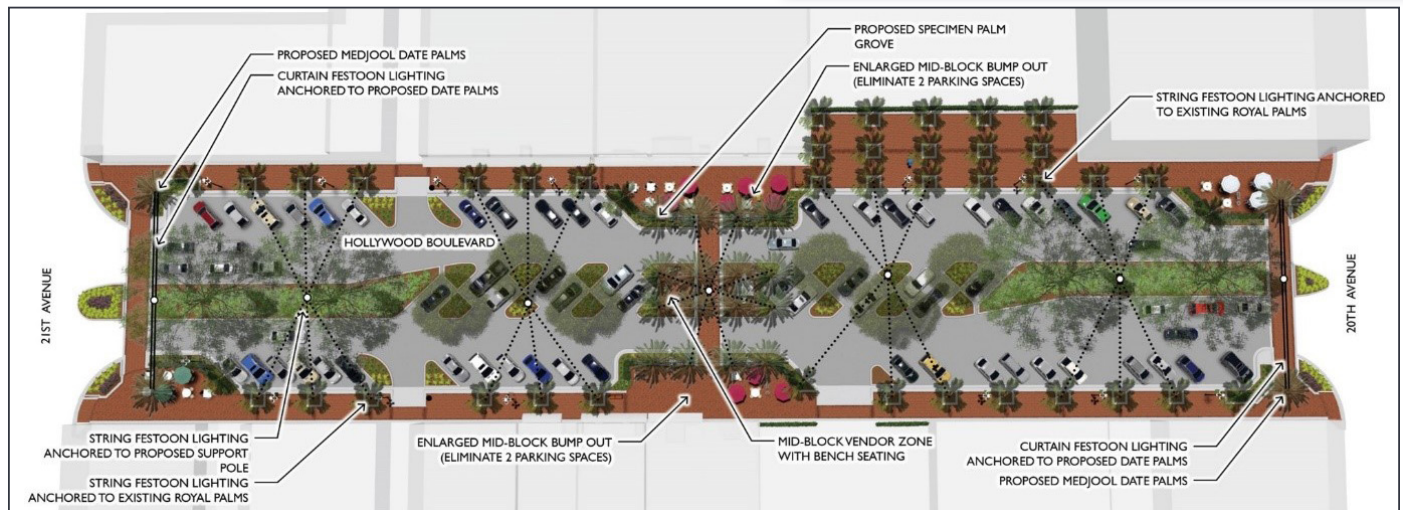 PROPOSED MEDJOOL DATE PALMS
CURTAIN FESTOON LIGHTING
ANCHORED TO PROPOSED DATE PALMS
PROPOSED SPECIMEN PALM
GROVE
ENLARGED MID-BLOCK BUMP OUT
(ELIMINATE 2 PARKING SPACES)
STRING FESTOON LIGHTING ANCHORED
TO EXISTING ROYAL PALMS
HOLLYWOOD BOULEVARD
21ST AVENUE
20TH AVENUE
STRING FESTOON LIGHTING
ANCHORED TO PROPOSED SUPPORT
POLE
STRING FESTOON LIGHTING
ANCHORED TO EXISTING ROYAL PALMS
ENLARGED MID-BLOCK BUMP OUT
(ELIMINATE 2 PARKING SPACES)
MID-BLOCK VENDOR ZONE
WITH BENCH SEATING
CURTAIN FESTOON LIGHTING
ANCHORED TO PROPOSED DATE PALMS
PROPOSED MEDJOOL DATE PALMS